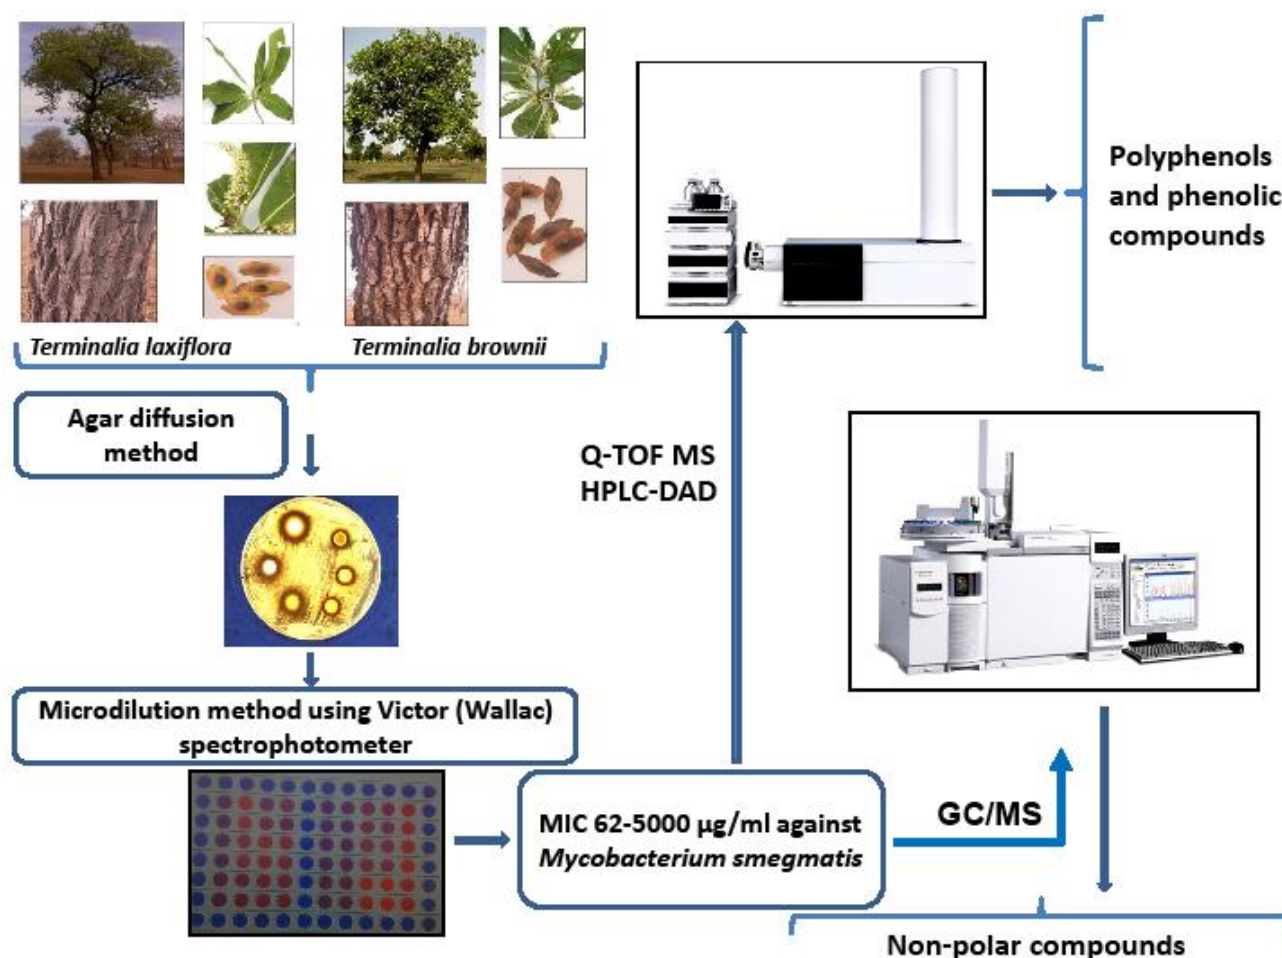 Terminalia laxiflora
Terminalia brownii
Agar diffusion
method
Microdilution method using Victor (Wallac)
spectrophotometer
MIC 62-5000 µg/ml against
Mycobacterium smegmatis
Q-TOF MS
HPLC-DAD
Polyphenols
and phenolic
compounds
GC/MS
Non-polar compounds